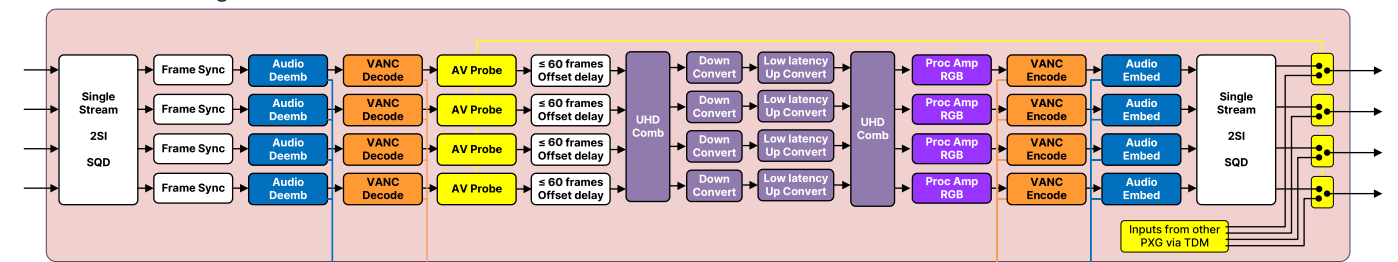 Single
Stream
2SI
SQD
Frame Sync
Audio
Deemb
VANC
Decode
AV Probe
≤ 60 frames
Offset delay
UHD
Comb
Down
Convert
Low latency
Up Convert
UHD
Comb
Proc Amp
RGB
VANC
Encode
Audio
Embed
Single
Stream
2SI
SQD
Frame Sync
Audio
Deemb
VANC
Decode
AV Probe
≤ 60 frames
Offset delay
Down
Convert
Low latency
Up Convert
Proc Amp
RGB
VANC
Encode
Audio
Embed
Frame Sync
Audio
Deemb
VANC
Decode
AV Probe
≤ 60 frames
Offset delay
Down
Convert
Low latency
Up Convert
Proc Amp
RGB
VANC
Encode
Audio
Embed
Frame Sync
Audio
Deemb
VANC
Decode
AV Probe
≤ 60 frames
Offset delay
Down
Convert
Low latency
Up Convert
Proc Amp
RGB
VANC
Encode
Audio
Embed
Inputs from other
PXG via TDM